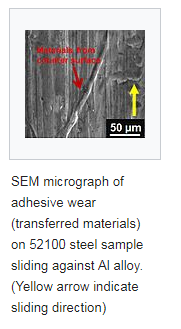 Materials from
counter surface
50 µm
SEM micrograph of
adhesive wear
(transferred materials)
on 52100 steel sample
sliding against Al alloy.
(Yellow arrow indicate
sliding direction)